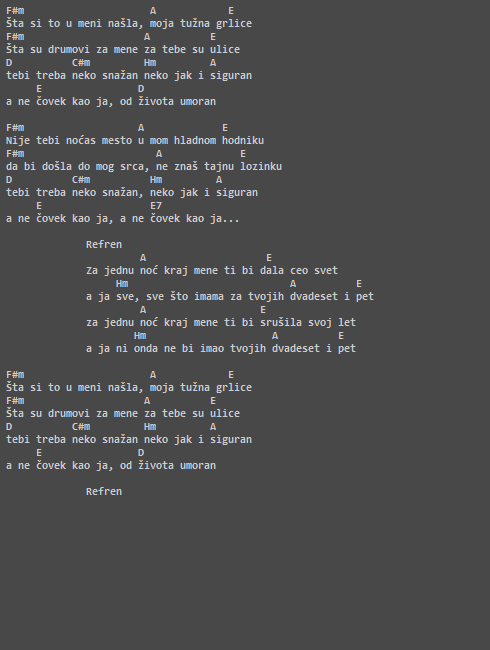 F#m                     A            E
Šta si to u meni našla, moja tužna grlice
F#m                    A          E
Šta su drumovi za mene za tebe su ulice
D          C#m         Hm         A
tebi treba neko snažan neko jak i siguran
     E                D
a ne čovek kao ja, od života umoran

F#m                   A             E
Nije tebi noćas mesto u mom hladnom hodniku
F#m                      A             E
da bi došla do mog srca, ne znaš tajnu lozinku
D          C#m          Hm         A
tebi treba neko snažan, neko jak i siguran
     E                  E7
a ne čovek kao ja, a ne čovek kao ja...

Refren
         A                    E
za jednu noć kraj mene ti bi dala ceo svet
     Hm                           A          E
a ja sve, sve što imama za tvojih dvadeset i pet
         A                   E
za jednu noć kraj mene ti bi srušila svoj let
        Hm                     A          E
a ja ni onda ne bi imao tvojih dvadeset i pet

F#m                     A            E
Šta si to u meni našla, moja tužna grlice
F#m                    A          E
Šta su drumovi za mene za tebe su ulice
D          C#m         Hm         A
tebi treba neko snažan neko jak i siguran
     E                D
a ne čovek kao ja, od života umoran

Refren